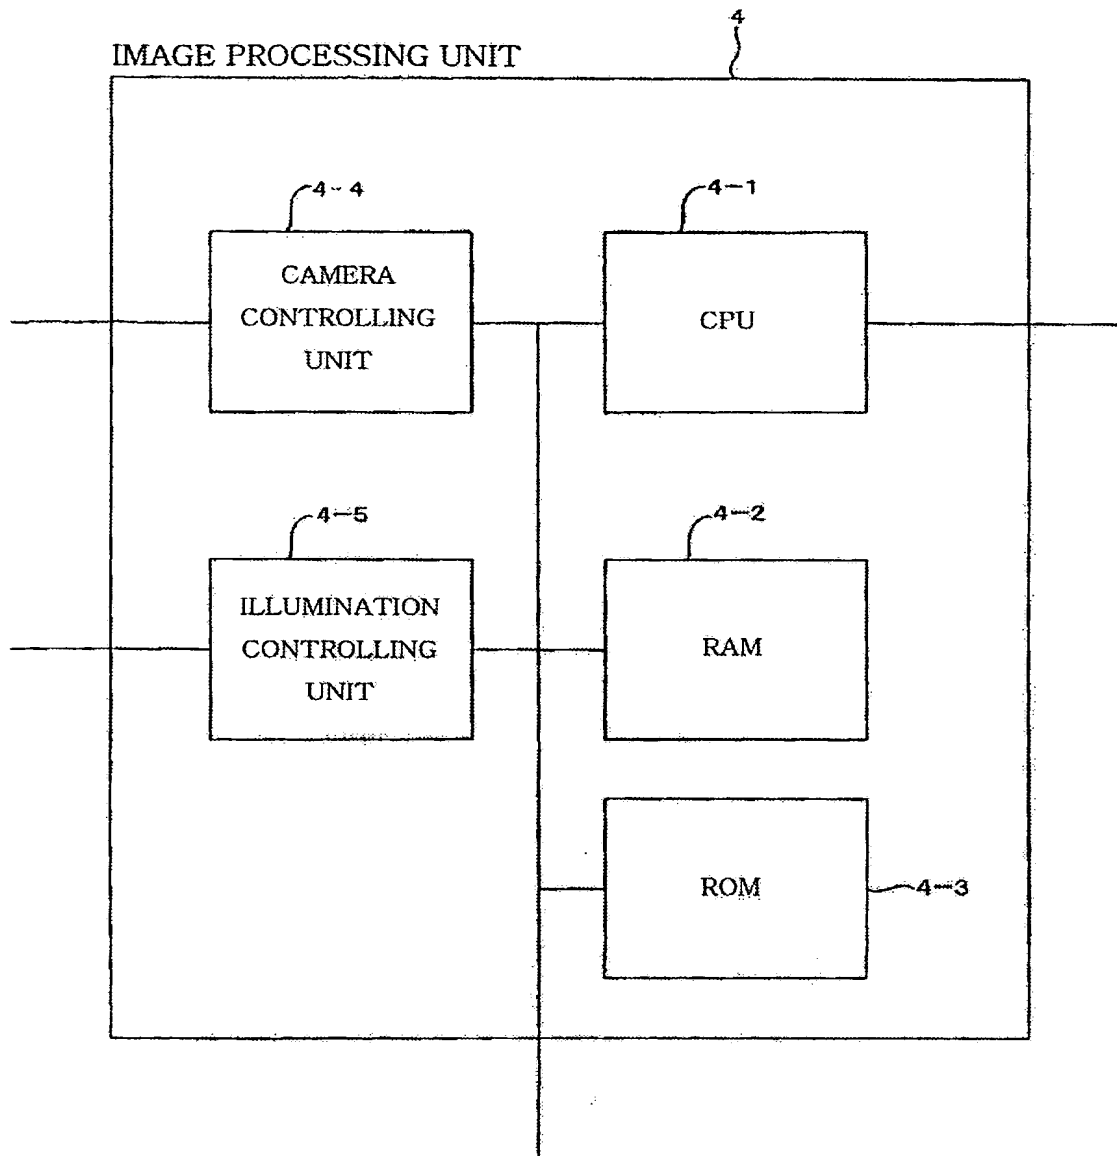 4
IMAGE PROCESSING UNIT
4-4
4-1
CAMERA
CONTROLLING
UNIT
CPU
4-5
4-2
ILLUMINATION
CONTROLLING
UNIT
RAM
ROM
4-3